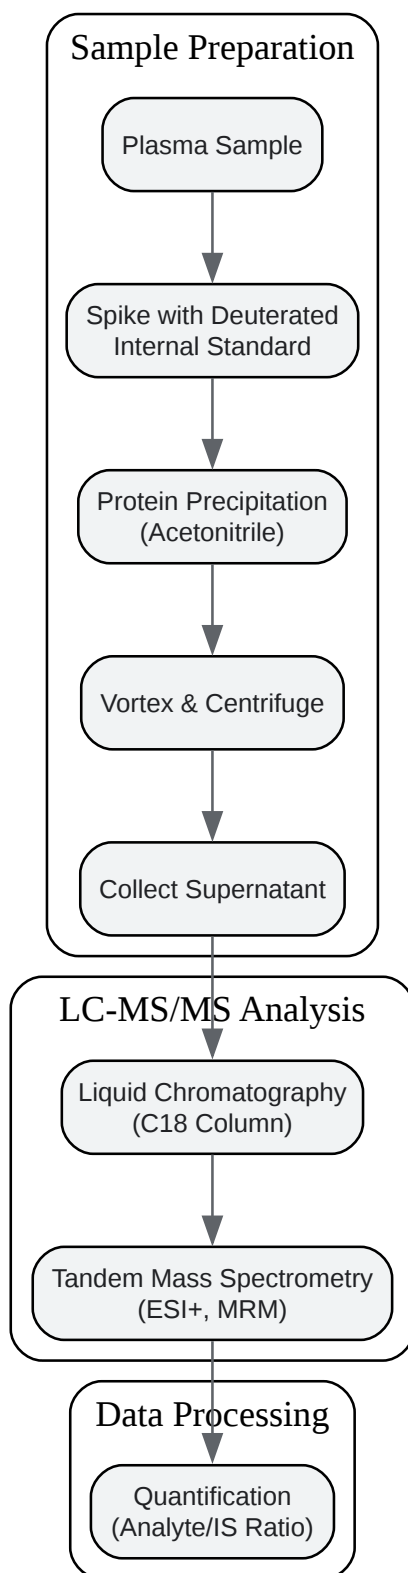 Sample Preparation
Plasma Sample
Spike with Deuterated
Internal Standard
Protein Precipitation
(Acetonitrile)
Vortex & Centrifuge
Collect Supernatant
LC-MS/MS Analysis
Liquid Chromatography
(C18 Column)
Tandem Mass Spectrometry
(ESI+, MRM)
Data Processing
Quantification
(Analyte/IS Ratio)